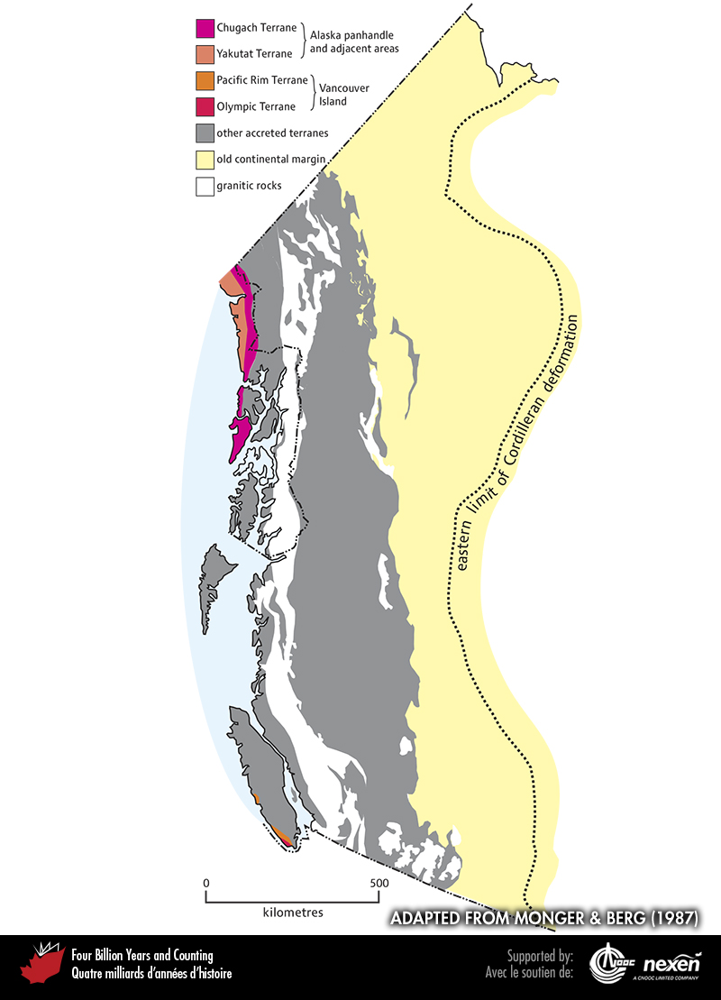 Chugach Terrane
Yakutat Terrane
Alaska panhandle
and adjacent areas
Pacific Rim Terrane
Olympic Terrane
Vancouver
Island
other accreted terranes
old continental margin
granitic rocks
eastern limit of Cordilleran deformation
0 500
kilometres
ADAPTED FROM MONGER & BERG (1987)
Four Billion Years and Counting
Quatre milliards d'années d'histoire
Supported by:
Avec le soutien de:
CNOOC
nexen
A CNOOC LIMITED COMPANY